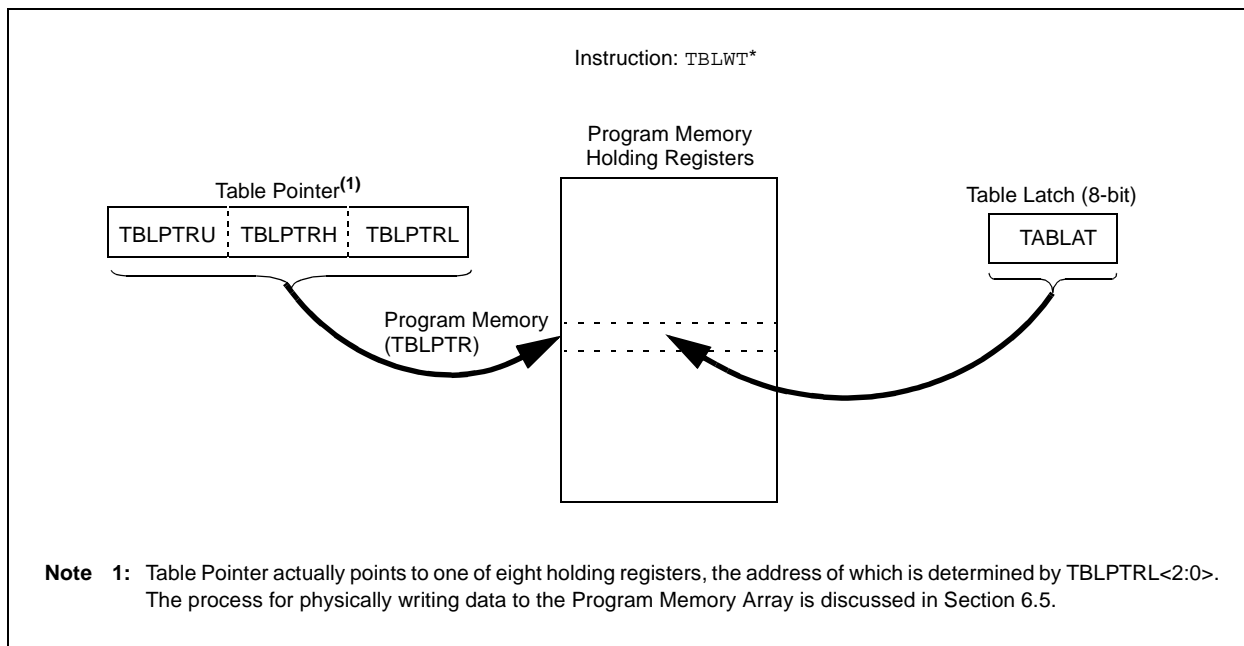 Instruction: TBLWT*
Program Memory
Holding Registers
Table Pointer(1)
Table Latch (8-bit)
TBLPTRU TBLPTRH TBLPTRL
TABLAT
Program Memory
(TBLPTR)
Note 1: Table Pointer actually points to one of eight holding registers, the address of which is determined by TBLPTRL<2:0>.
The process for physically writing data to the Program Memory Array is discussed in Section 6.5.